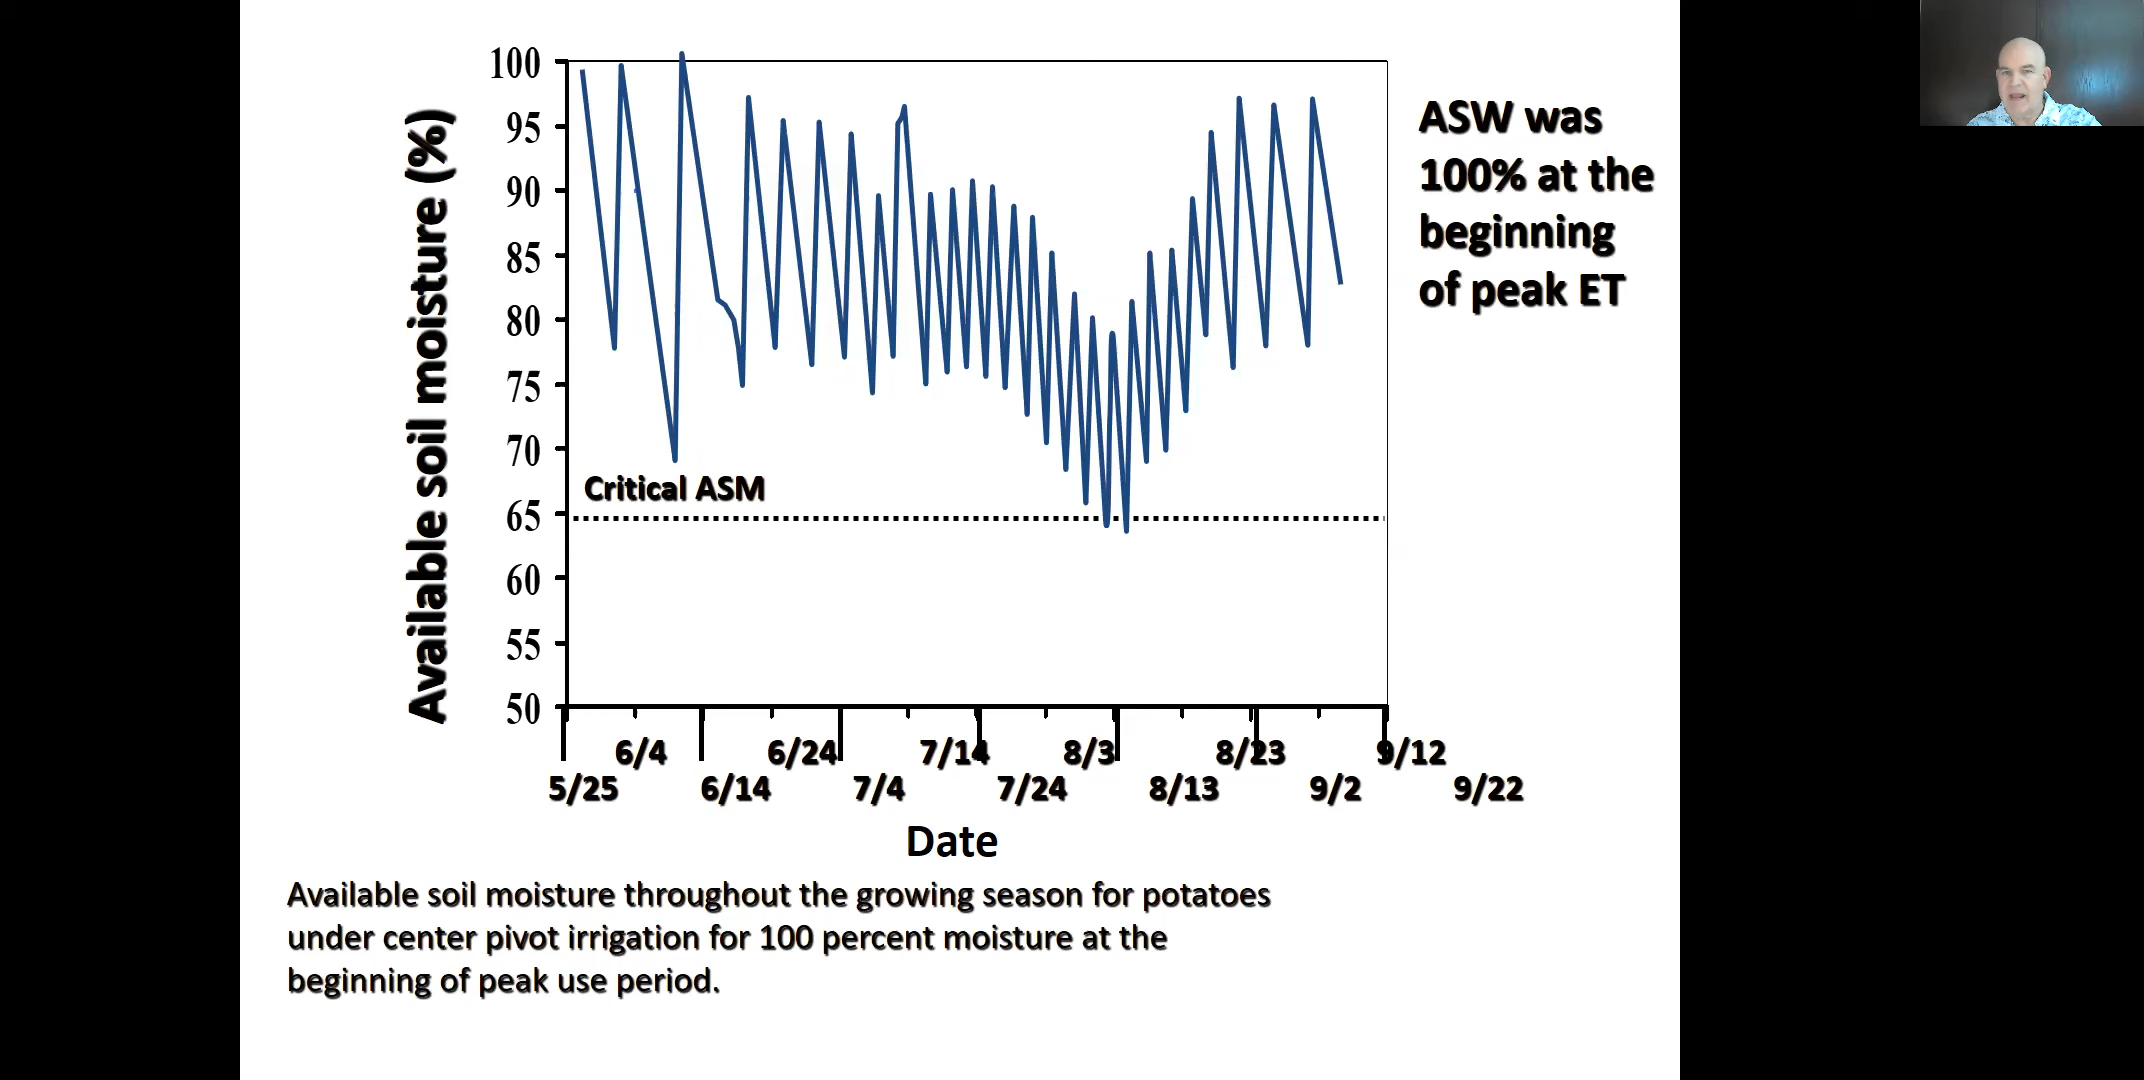 Available soil moisture (%)
100
95
90
85
80
75
70
65
60
55
50
Critical ASM
ASW was
100% at the
beginning
of peak ET
6/4 6/24 7/14 8/3 8/23 9/12
5/25 6/14 7/4 7/24 8/13 9/2 9/22
Date
Available soil moisture throughout the growing season for potatoes
under center pivot irrigation for 100 percent moisture at the
beginning of peak use period.